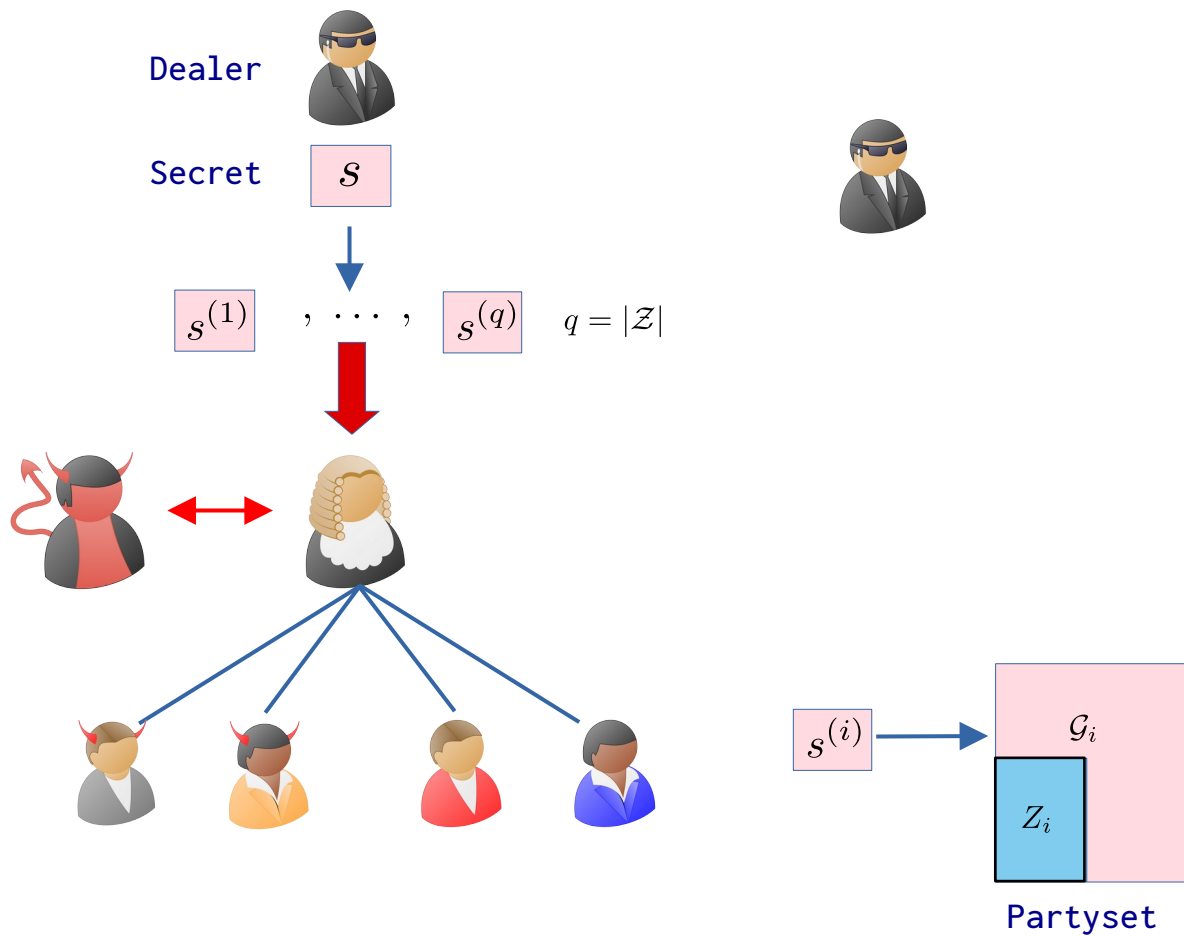 Dealer
Secret s
s^{(1)} , … , s^{(q)} q = |𝒵|
s^{(i)} 𝒢_i
Z_i
Partyset